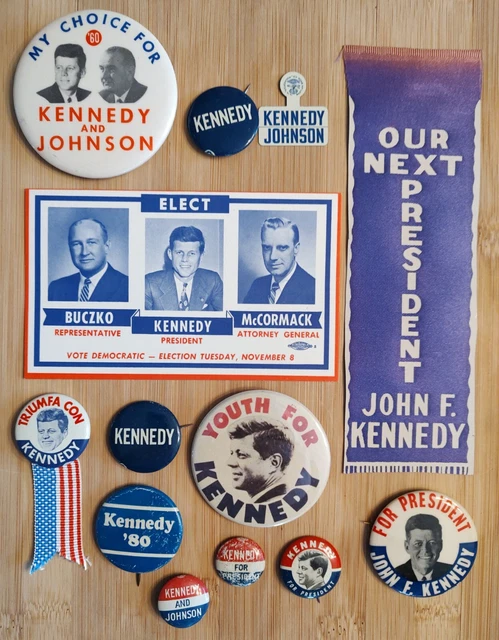 MY CHOICE FOR
'60
KENNEDY
AND
JOHNSON
KENNEDY
KENNEDY
JOHNSON
OUR
NEXT
PRESIDENT
JOHN F.
KENNEDY
ELECT
BUCZKO
REPRESENTATIVE
KENNEDY
PRESIDENT
McCORMACK
ATTORNEY GENERAL
VOTE DEMOCRATIC — ELECTION TUESDAY, NOVEMBER 8
TRIUMFA CON
KENNEDY
KENNEDY
YOUTH FOR
KENNEDY
Kennedy
'80
KENNEDY
FOR
PRESIDENT
KENNEDY
FOR PRESIDENT
KENNEDY
AND
JOHNSON
FOR PRESIDENT
JOHN F. KENNEDY